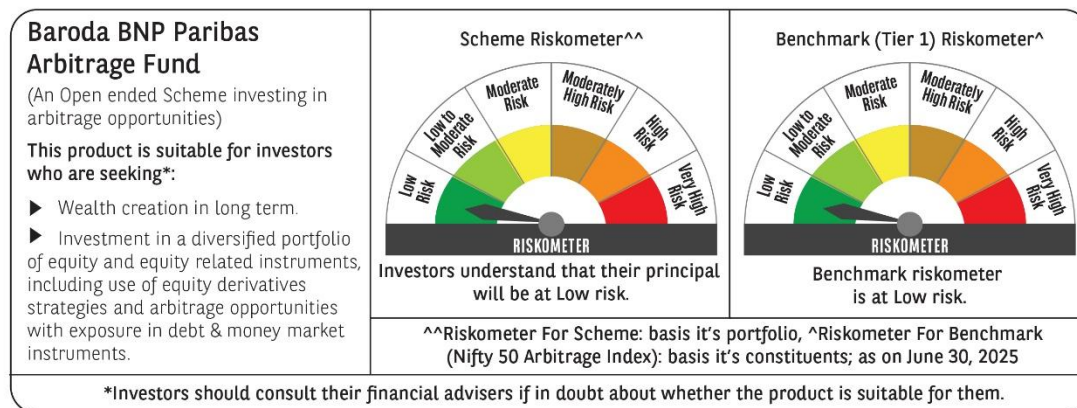 Baroda BNP Paribas
Arbitrage Fund
(An Open ended Scheme investing in
arbitrage opportunities)
This product is suitable for investors
who are seeking*:
▶ Wealth creation in long term.
▶ Investment in a diversified portfolio
of equity and equity related instruments,
including use of equity derivatives
strategies and arbitrage opportunities
with exposure in debt & money market
instruments.
Scheme Riskometer^^
Low
Risk
Low to
Moderate
Risk
Moderate
Risk
Moderately
High Risk
High
Risk
Very High
Risk
RISKOMETER
Investors understand that their principal
will be at Low risk.
Benchmark (Tier 1) Riskometer^
Low
Risk
Low to
Moderate
Risk
Moderate
Risk
Moderately
High Risk
High
Risk
Very High
Risk
RISKOMETER
Benchmark riskometer
is at Low risk.
^^Riskometer For Scheme: basis it's portfolio, ^Riskometer For Benchmark
(Nifty 50 Arbitrage Index): basis it's constituents; as on June 30, 2025
*Investors should consult their financial advisers if in doubt about whether the product is suitable for them.